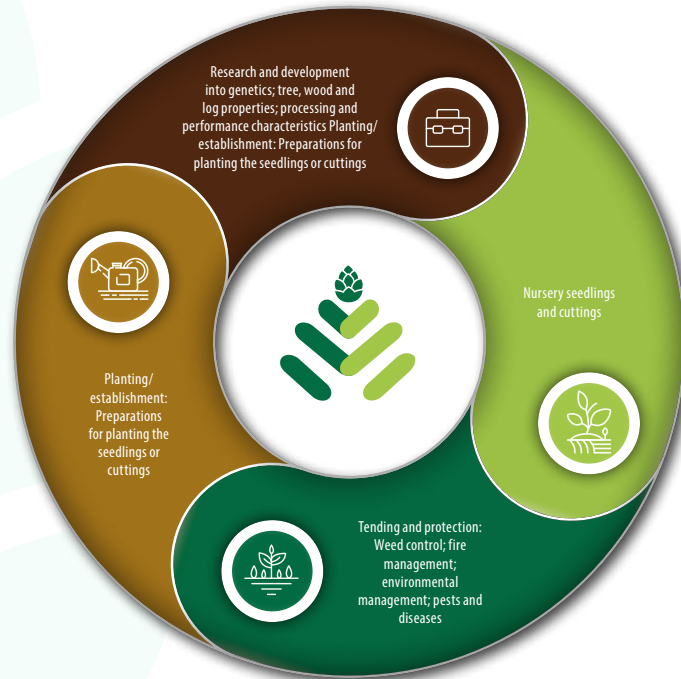 Research and development
into genetics; tree, wood and
log properties; processing and
performance characteristics Planting/
establishment: Preparations for
planting the seedlings or cuttings
Nursery seedlings
and cuttings
Planting/
establishment:
Preparations
for planting the
seedlings or
cuttings
Tending and protection:
Weed control; fire
management;
environmental
management; pests and
diseases